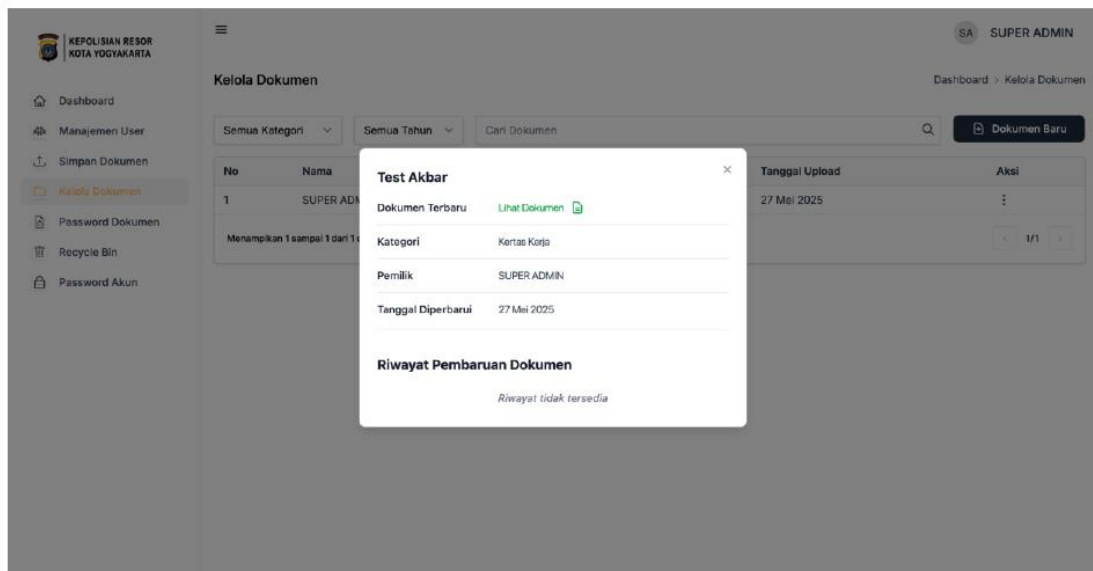 KEPOLISIAN RESOR
KOTA YOGYAKARTA
SA SUPER ADMIN
Dashboard
Manajemen User
Simpan Dokumen
Kelola Dokumen
Password Dokumen
Recycle Bin
Password Akun
Kelola Dokumen
Dashboard > Kelola Dokumen
Semua Kategori
Semua Tahun
Cari Dokumen
Dokumen Baru
No Nama Tanggal Upload Aksi
1 SUPER ADM 27 Mei 2025
Menampilkan 1 sampai 1 dari 1
1/1
Test Akbar
Dokumen Terbaru Lihat Dokumen
Kategori Kertas Kerja
Pemilik SUPER ADMIN
Tanggal Diperbarui 27 Mei 2025
Riwayat Pembaruan Dokumen
Riwayat tidak tersedia